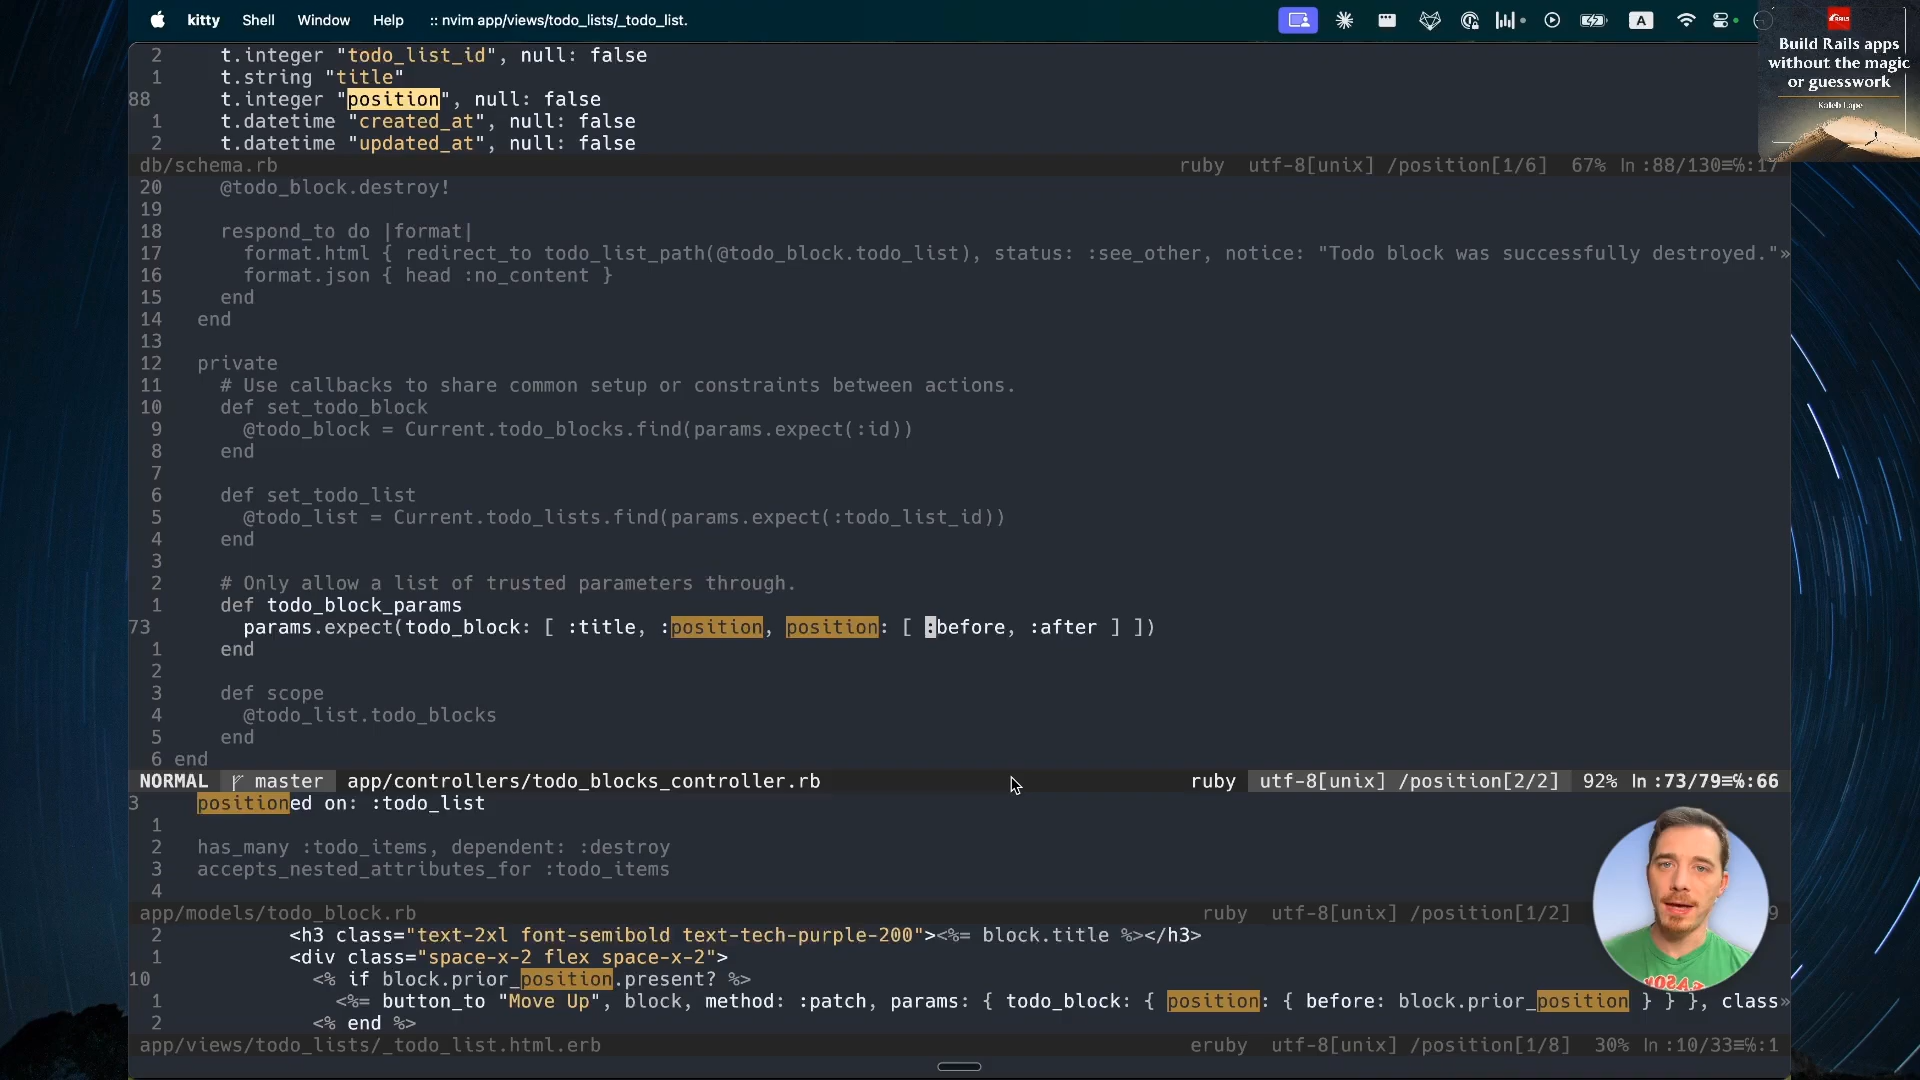 kitty Shell Window Help :: nvim app/views/todo_lists/_todo_list.
A
RAILS
Build Rails apps
without the magic
or guesswork
Kaleb Lape
2 t.integer "todo_list_id", null: false
1 t.string "title"
88 t.integer "position", null: false
1 t.datetime "created_at", null: false
2 t.datetime "updated_at", null: false
db/schema.rb ruby utf-8[unix] /position[1/6] 67% ln :88/130≡℅:17
20 @todo_block.destroy!
19
18 respond_to do |format|
17 format.html { redirect_to todo_list_path(@todo_block.todo_list), status: :see_other, notice: "Todo block was successfully destroyed."»
16 format.json { head :no_content }
15 end
14 end
13
12 private
11 # Use callbacks to share common setup or constraints between actions.
10 def set_todo_block
9 @todo_block = Current.todo_blocks.find(params.expect(:id))
8 end
7
6 def set_todo_list
5 @todo_list = Current.todo_lists.find(params.expect(:todo_list_id))
4 end
3
2 # Only allow a list of trusted parameters through.
1 def todo_block_params
73 params.expect(todo_block: [ :title, :position, position: [ :before, :after ] ])
1 end
2
3 def scope
4 @todo_list.todo_blocks
5 end
6 end
NORMAL master app/controllers/todo_blocks_controller.rb ruby utf-8[unix] /position[2/2] 92% ln :73/79≡℅:66
3 positioned on: :todo_list
1
2 has_many :todo_items, dependent: :destroy
3 accepts_nested_attributes_for :todo_items
4
app/models/todo_block.rb ruby utf-8[unix] /position[1/2] 9
2 <h3 class="text-2xl font-semibold text-tech-purple-200"><%= block.title %></h3>
1 <div class="space-x-2 flex space-x-2">
10 <% if block.prior_position.present? %>
1 <%= button_to "Move Up", block, method: :patch, params: { todo_block: { position: { before: block.prior_position } } }, class»
2 <% end %>
app/views/todo_lists/_todo_list.html.erb eruby utf-8[unix] /position[1/8] 30% ln :10/33≡℅:1